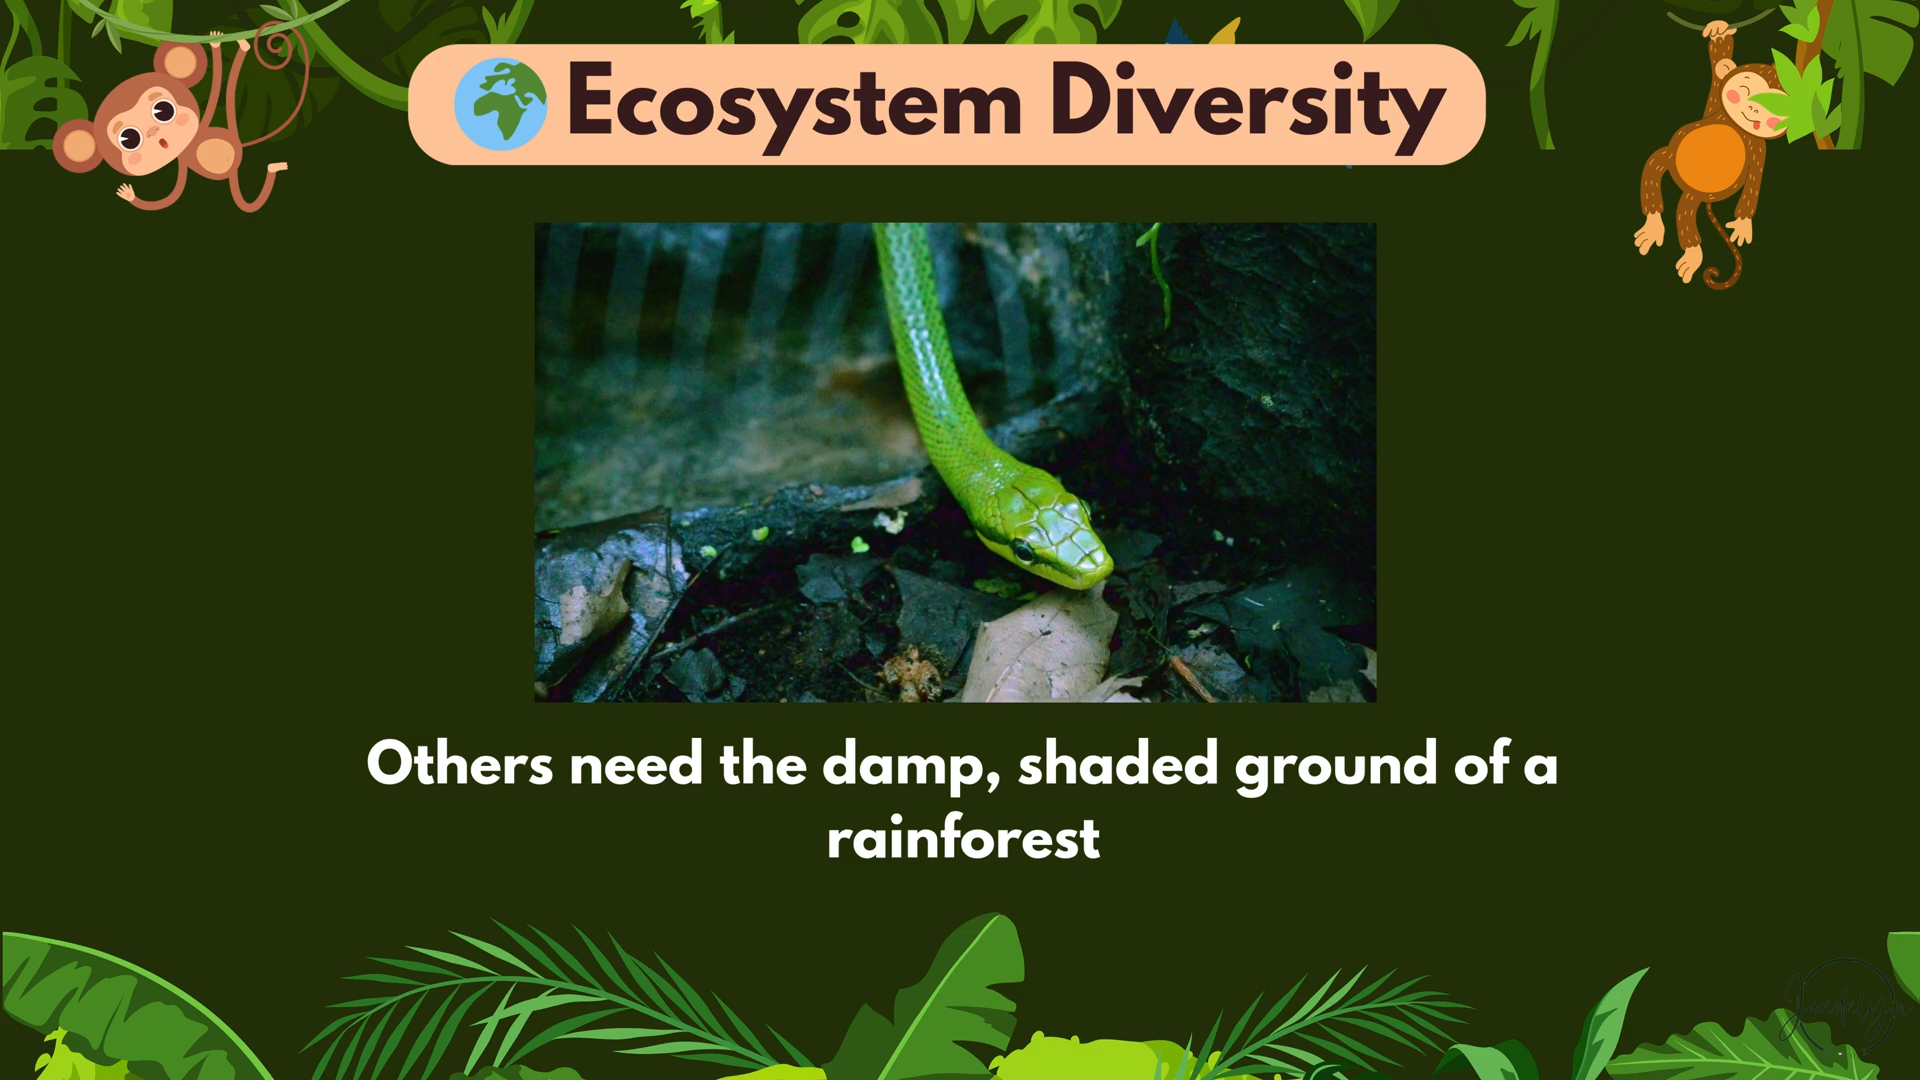 Ecosystem Diversity
Others need the damp, shaded ground of a
rainforest